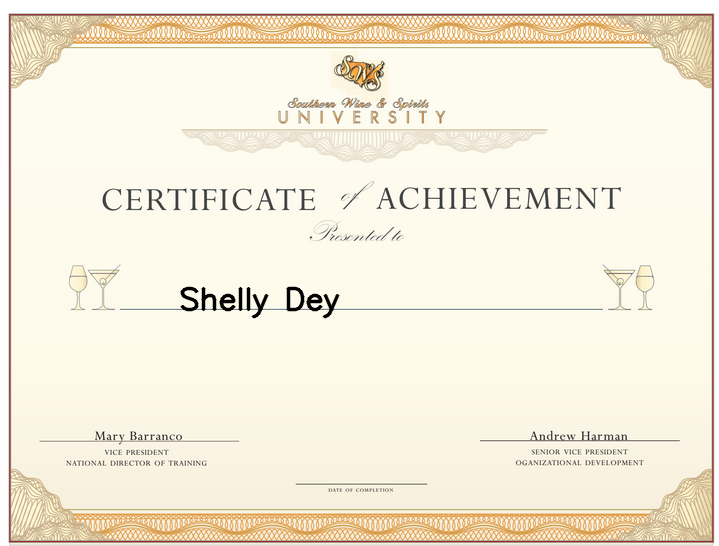 SWS
Southern Wine & Spirits
UNIVERSITY
CERTIFICATE of ACHIEVEMENT
Presented to
Shelly Dey
Mary Barranco
VICE PRESIDENT
NATIONAL DIRECTOR OF TRAINING
Andrew Harman
SENIOR VICE PRESIDENT
OGANIZATIONAL DEVELOPMENT
DATE OF COMPLETION